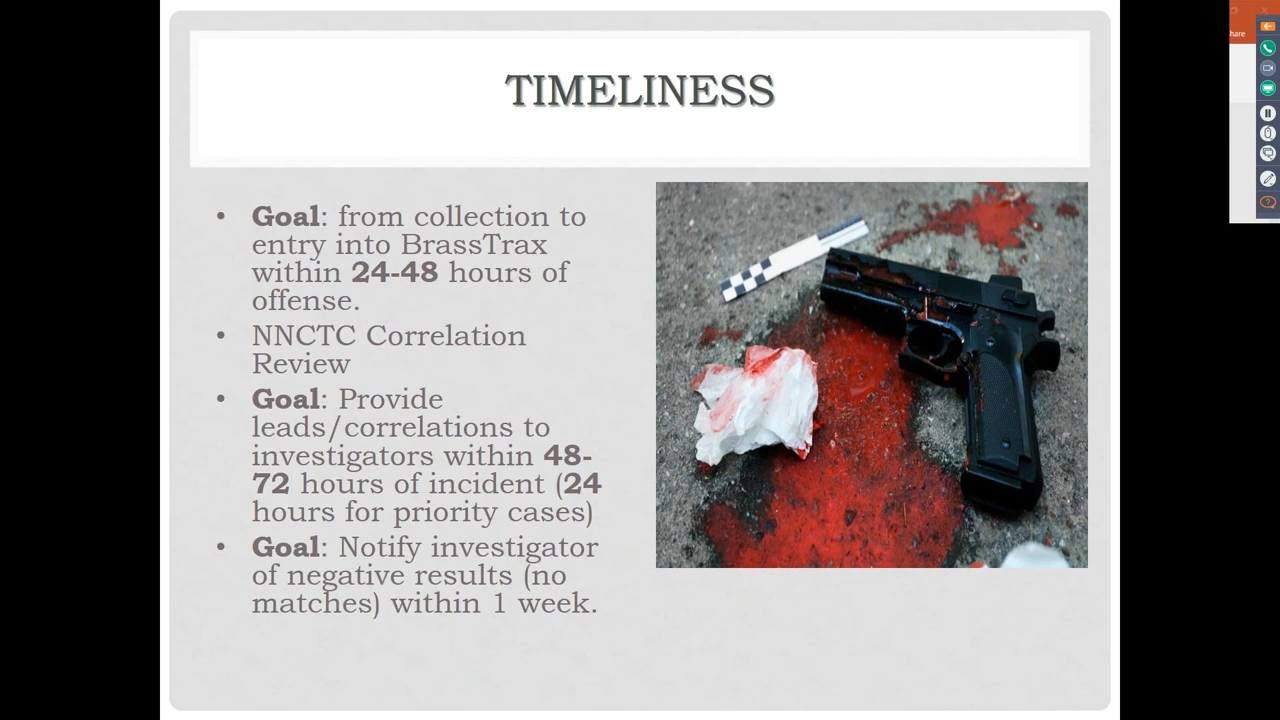 TIMELINESS
hare
• Goal: from collection to
entry into BrassTrax
within 24-48 hours of
offense.
• NNCTC Correlation
Review
• Goal: Provide
leads/correlations to
investigators within 48-
72 hours of incident (24
hours for priority cases)
• Goal: Notify investigator
of negative results (no
matches) within 1 week.